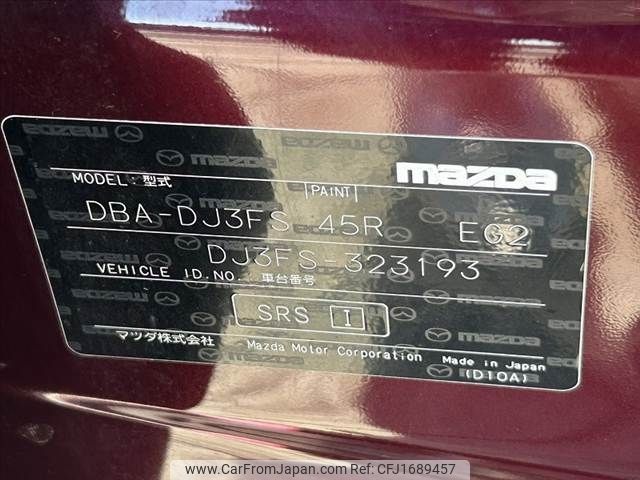 mazda
MODEL:型式
PAINT
DBA-DJ3FS 45R EG2
DJ3FS-323193
VEHICLE ID.NO. 車台番号
SRS I
マツダ株式会社
Mazda Motor Corporation
Made in Japan
(D10A)
www.CarFromJapan.com | ID: CFJ1689457